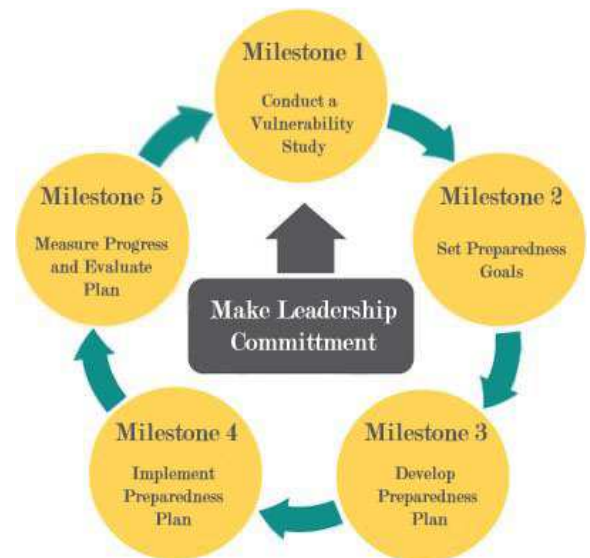 Milestone 1
Conduct a
Vulnerability
Study
Milestone 2
Set Preparedness
Goals
Milestone 3
Develop
Preparedness
Plan
Milestone 4
Implement
Preparedness
Plan
Milestone 5
Measure Progress
and Evaluate
Plan
Make Leadership
Committment